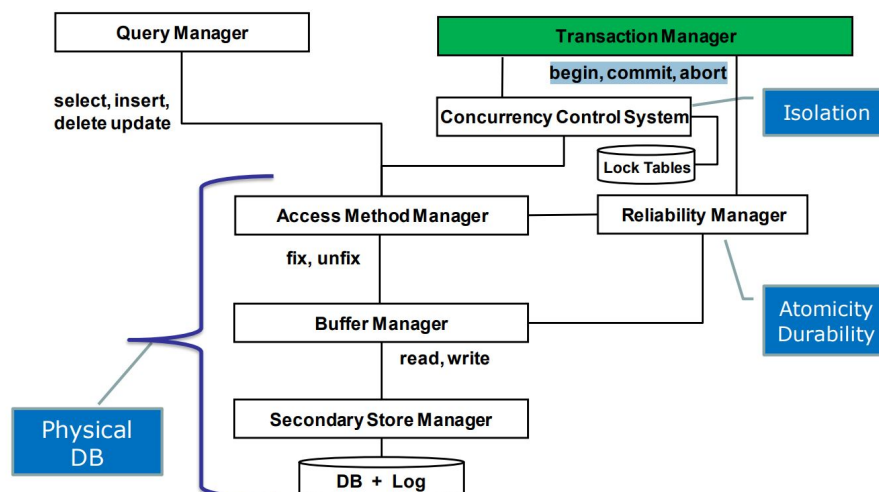 Query Manager
Transaction Manager
begin, commit, abort
select, insert,
delete update
Concurrency Control System
Isolation
Lock Tables
Access Method Manager
Reliability Manager
fix, unfix
Atomicity
Durability
Buffer Manager
read, write
Physical
DB
Secondary Store Manager
DB + Log